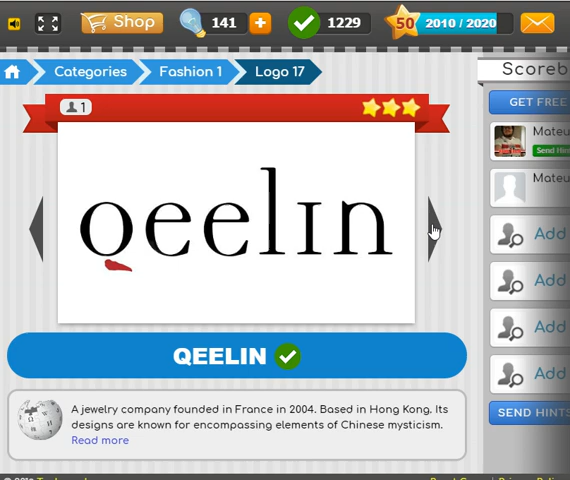 Shop
141
1229
50
2010 / 2020
Categories
Fashion 1
Logo 17
Scoreb
1
GET FREE
Mateu
Send Hin
Mateu
qeelin
Add
Add
Add
Add
QEELIN
A jewelry company founded in France in 2004. Based in Hong Kong. Its
designs are known for encompassing elements of Chinese mysticism.
Read more
SEND HINTS